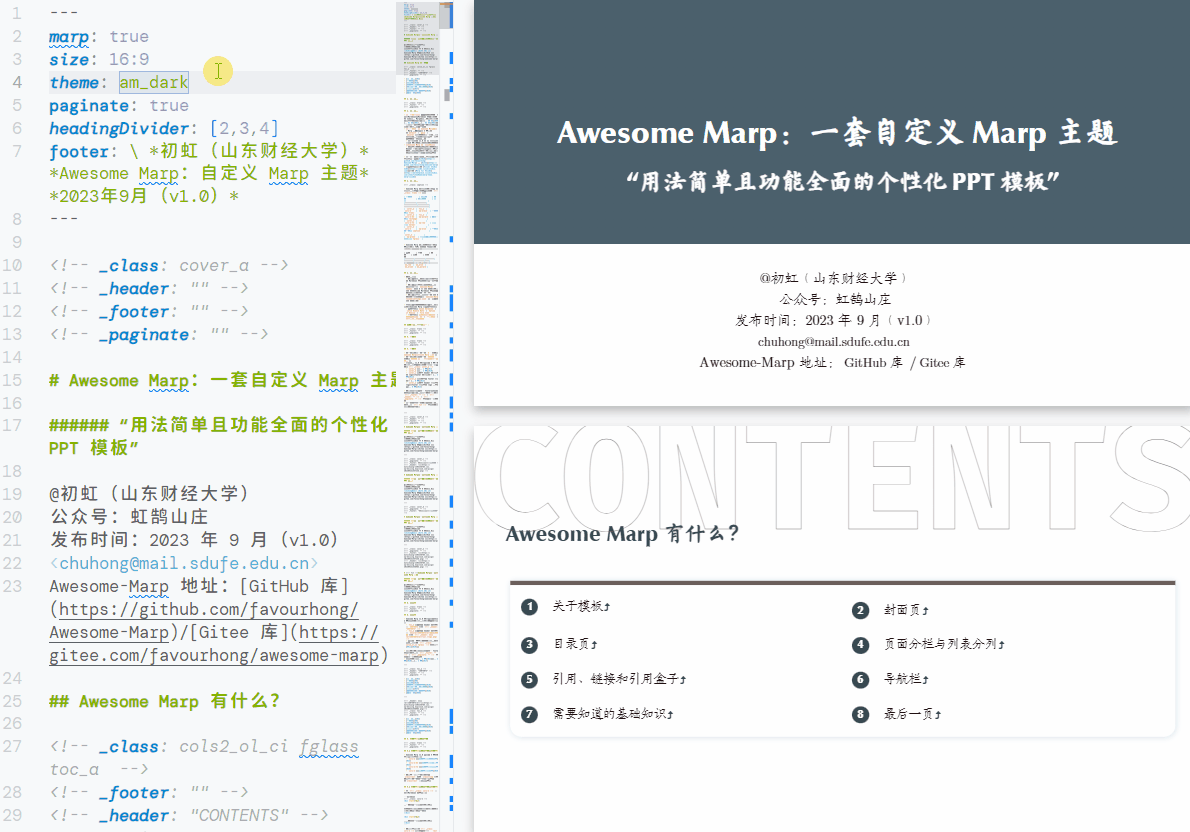 1 ---
2 marp: true
3 size: 16:9
4 theme: am_dark
5 paginate: true
6 headingDivider: [2,3,4]
7 footer: \ *初虹（山东财经大学）*
*Awesome Marp：自定义 Marp 主题*
*2023年9月（v1.0）*
8 ---
9
10 <!-- _class: cover_a -->
11 <!-- _header: "" -->
12 <!-- _footer: "" -->
13 <!-- _paginate: "" -->
14
15 # Awesome Marp：一套自定义 Marp 主题
16
17 ###### “用法简单且功能全面的个性化
PPT 模板”
18
19 @初虹（山东财经大学）
20 公众号：虹鹄山庄
21 发布时间：2023 年 9 月（v1.0）
22 <chuhong@mail.sdufe.edu.cn>
23 Awesome-Marp 地址：[GitHub 库]
(https://github.com/favourhong/
Awesome-Marp)/[Gitee 库](https://
gitee.com/favourhong/awesome-marp)
24
25 ## Awesome Marp 有什么？
26
27 <!-- _class: cols2_ol_ci fglass
toc_a  -->
28 <!-- _footer: "" -->
29 <!-- _header: "CONTENTS" -->
Awesome Marp：一套自定义 Marp 主题
“用法简单且功能全面的个性化 PPT 模板”
@初虹（山东财经大学）
公众号：虹鹄山庄
发布时间：2023 年 9 月（v1.0）
chuhong@mail.sdufe.edu.cn
Awesome-Marp 地址： GitHub 库 / Gitee 库
CONTENTS
Awesome Marp 有什么？
1 关于模板⤴
2 封面页⤴
3 目录页⤴
4 页面分栏与列表分列⤴
5 引用、链接和引用盒子⤴
6 导航栏⤴
7 需要知道的基础知识⤴
8 最后一页⤴